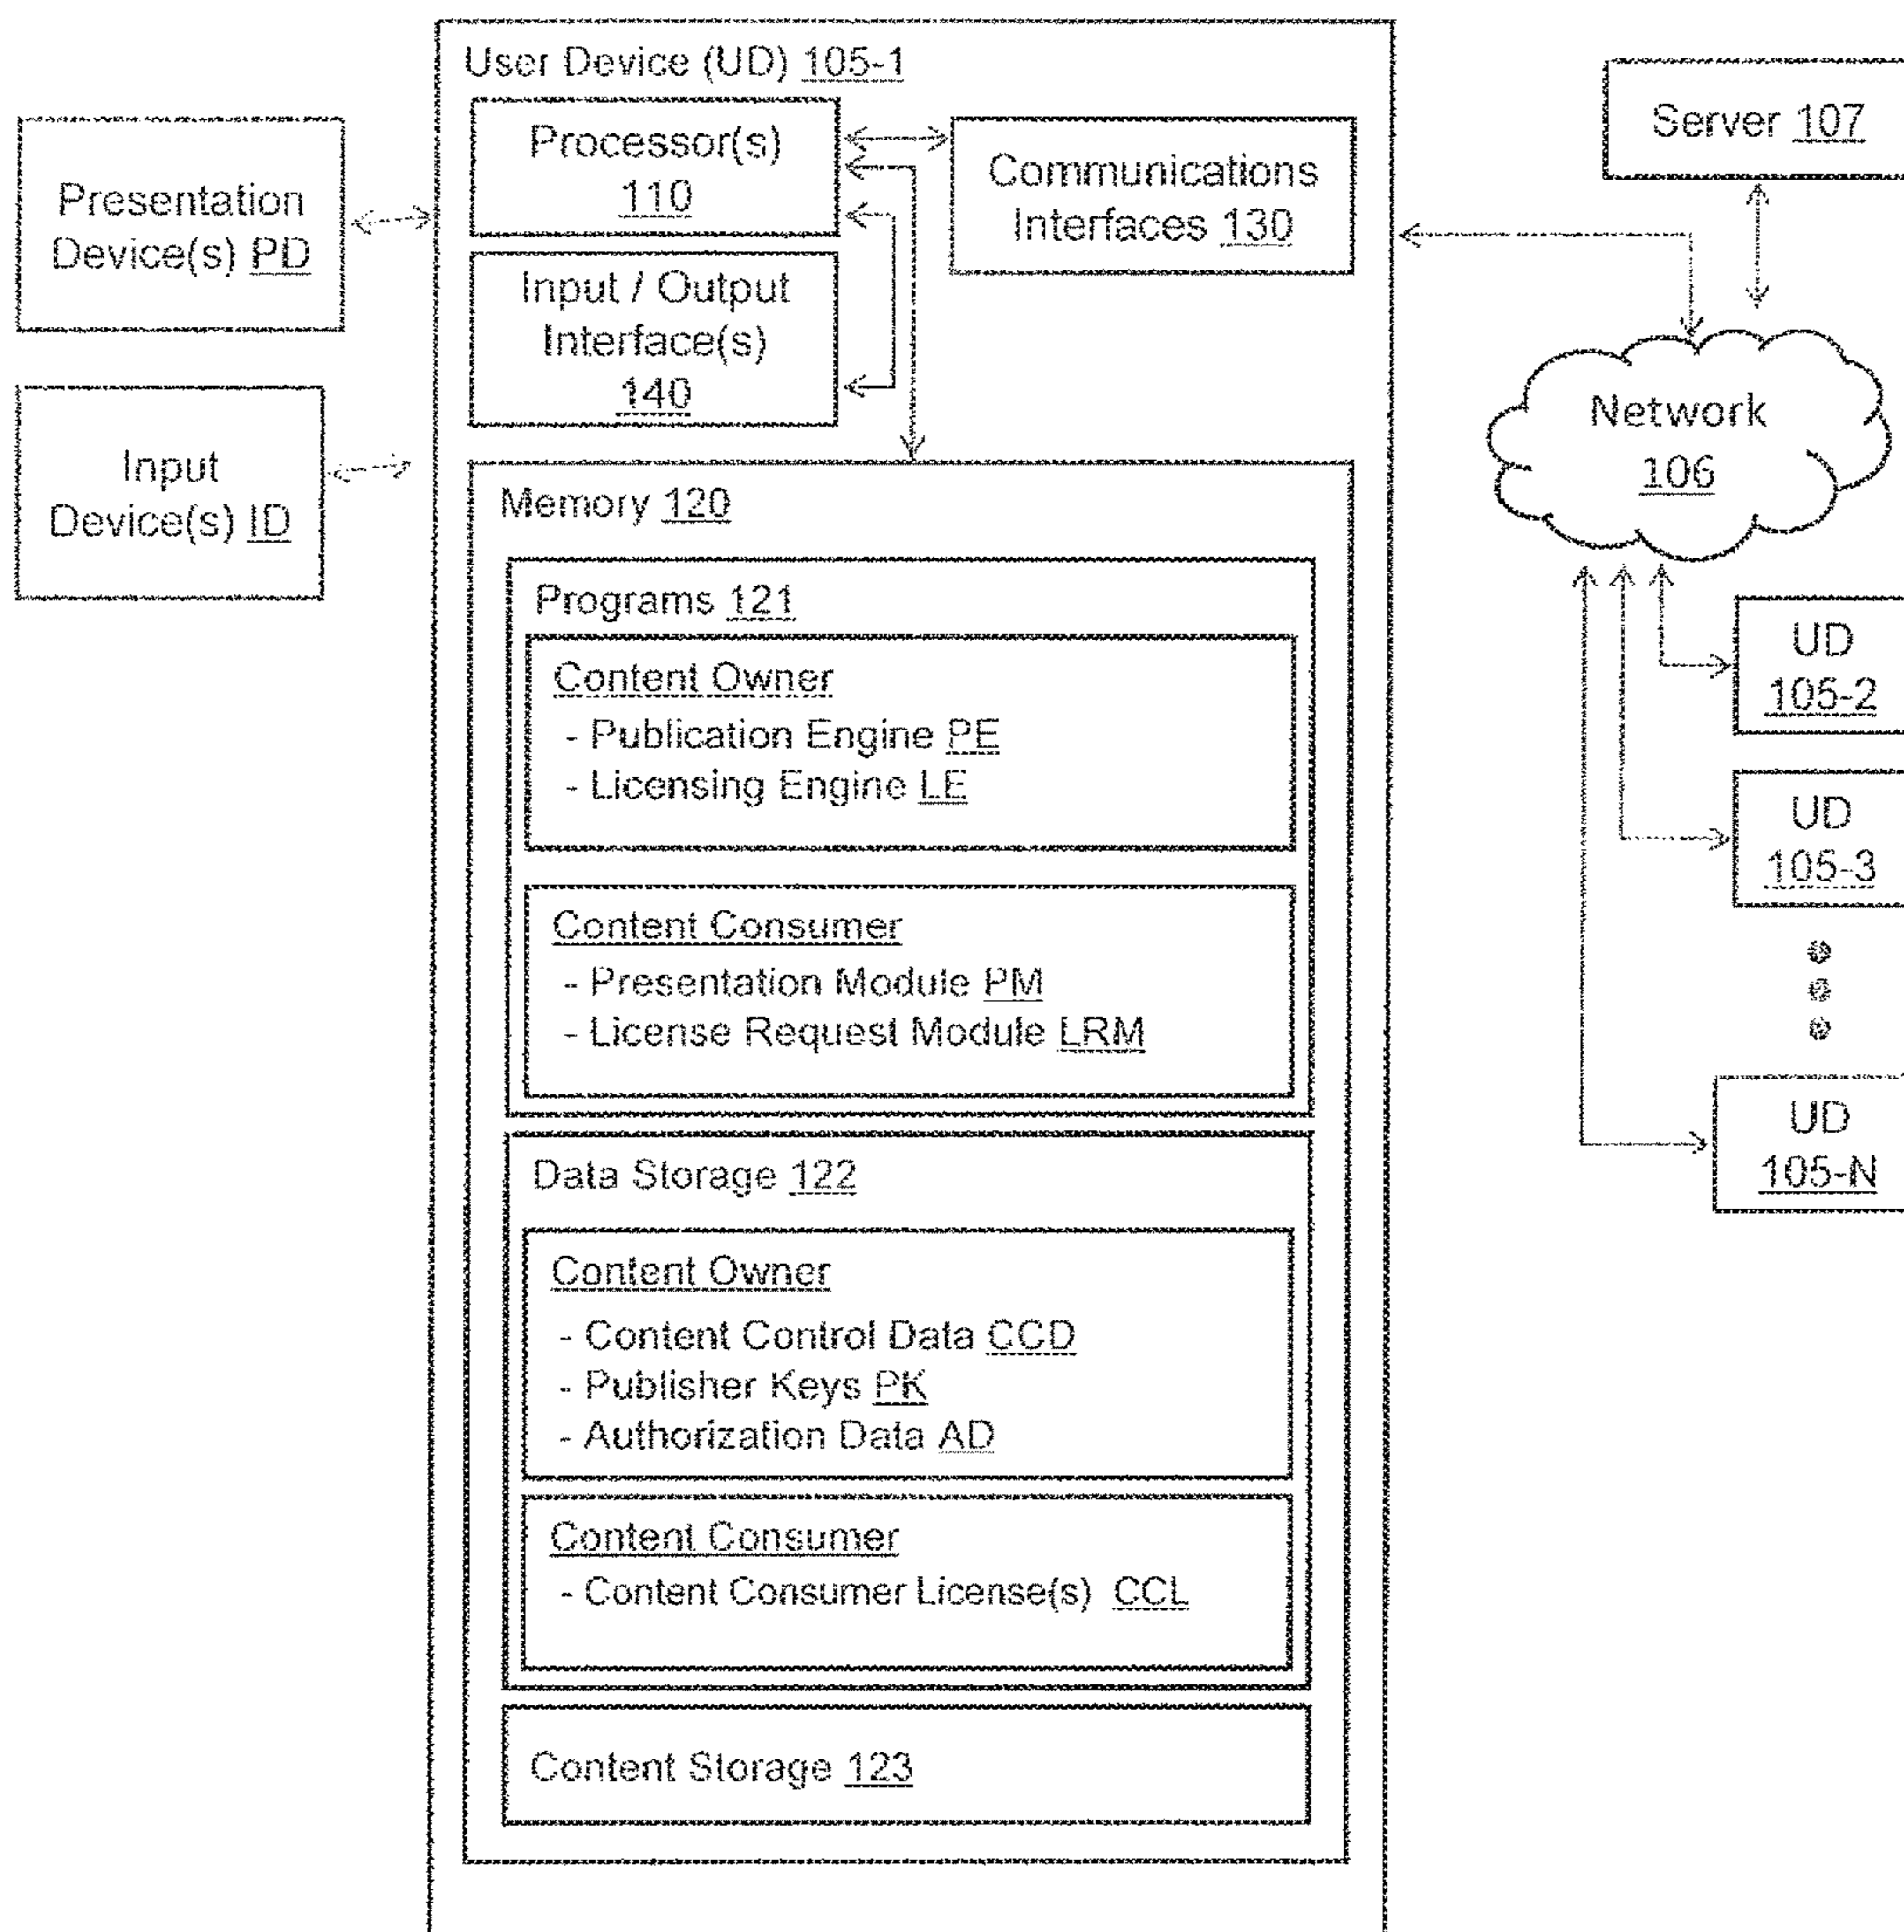 User Device (UD) 105-1
Presentation
Device(s) PD
Input
Device(s) ID
Processor(s)
110
Communications
Interfaces 130
Input / Output
Interface(s)
140
Memory 120
Programs 121
Content Owner
- Publication Engine PE
- Licensing Engine LE
Content Consumer
- Presentation Module PM
- License Request Module LRM
Data Storage 122
Content Owner
- Content Control Data CCD
- Publisher Keys PK
- Authorization Data AD
Content Consumer
- Content Consumer License(s) CCL
Content Storage 123
Server 107
Network
106
UD
105-2
UD
105-3
UD
105-N